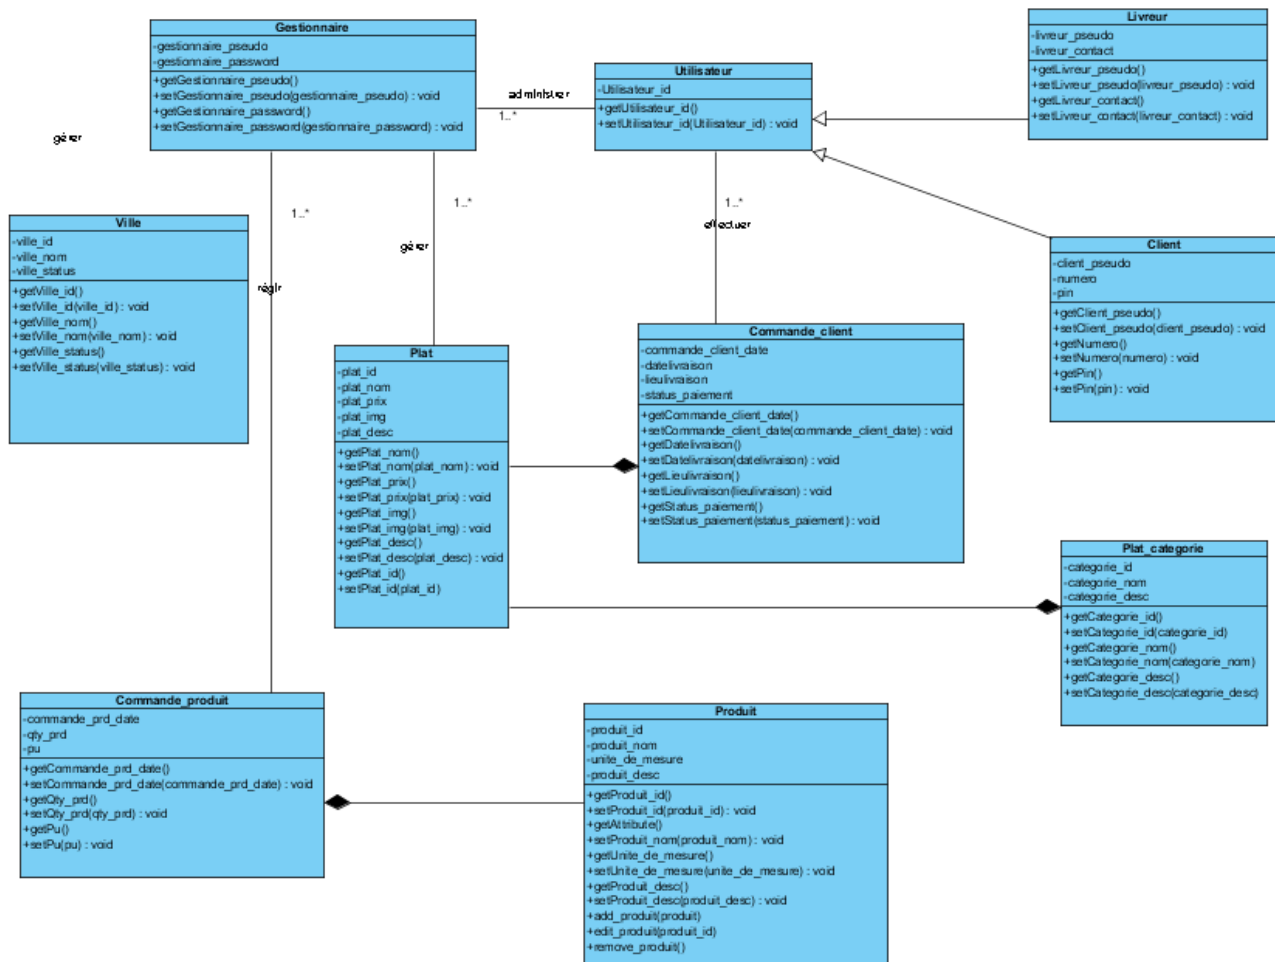 Gestionnaire
-gestionnaire_pseudo
-gestionnaire_password
+getGestionnaire_pseudo()
+setGestionnaire_pseudo(gestionnaire_pseudo) : void
+getGestionnaire_password()
+setGestionnaire_password(gestionnaire_password) : void
administrer
1..*
Utilisateur
-Utilisateur_id
+getUtilisateur_id()
+setUtilisateur_id(Utilisateur_id) : void
Livreur
-livreur_pseudo
-livreur_contact
+getLivreur_pseudo()
+setLivreur_pseudo(livreur_pseudo) : void
+getLivreur_contact()
+setLivreur_contact(livreur_contact) : void
gérer
1..*
1..*
1..*
effectuer
gérer
réglr
Ville
-ville_id
-ville_nom
-ville_status
+getVille_id()
+setVille_id(ville_id) : void
+getVille_nom()
+setVille_nom(ville_nom) : void
+getVille_status()
+setVille_status(ville_status) : void
Client
-client_pseudo
-numero
-pin
+getClient_pseudo()
+setClient_pseudo(client_pseudo) : void
+getNumero()
+setNumero(numero) : void
+getPin()
+setPin(pin) : void
Plat
-plat_id
-plat_nom
-plat_prix
-plat_img
-plat_desc
+getPlat_nom()
+setPlat_nom(plat_nom) : void
+getPlat_prix()
+setPlat_prix(plat_prix) : void
+getPlat_img()
+setPlat_img(plat_img) : void
+getPlat_desc()
+setPlat_desc(plat_desc) : void
+getPlat_id()
+setPlat_id(plat_id)
Commande_client
-commande_client_date
-datelivraison
-lieulivraison
-status_paiement
+getCommande_client_date()
+setCommande_client_date(commande_client_date) : void
+getDatelivraison()
+setDatelivraison(datelivraison) : void
+getLieulivraison()
+setLieulivraison(lieulivraison) : void
+getStatus_paiement()
+setStatus_paiement(status_paiement) : void
Plat_categorie
-categorie_id
-categorie_nom
-categorie_desc
+getCategorie_id()
+setCategorie_id(categorie_id)
+getCategorie_nom()
+setCategorie_nom(categorie_nom)
+getCategorie_desc()
+setCategorie_desc(categorie_desc)
Commande_produit
-commande_prd_date
-qty_prd
-pu
+getCommande_prd_date()
+setCommande_prd_date(commande_prd_date) : void
+getQty_prd()
+setQty_prd(qty_prd) : void
+getPu()
+setPu(pu) : void
Produit
-produit_id
-produit_nom
-unite_de_mesure
-produit_desc
+getProduit_id()
+setProduit_id(produit_id) : void
+getAttribute()
+setProduit_nom(produit_nom) : void
+getUnite_de_mesure()
+setUnite_de_mesure(unite_de_mesure) : void
+getProduit_desc()
+setProduit_desc(produit_desc) : void
+add_produit(produit)
+edit_produit(produit_id)
+remove_produit()